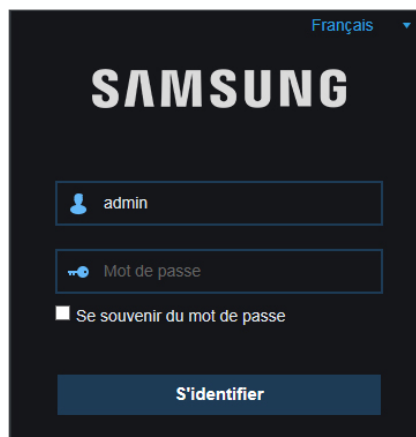 Français
SAMSUNG
admin
Mot de passe
Se souvenir du mot de passe
S'identifier